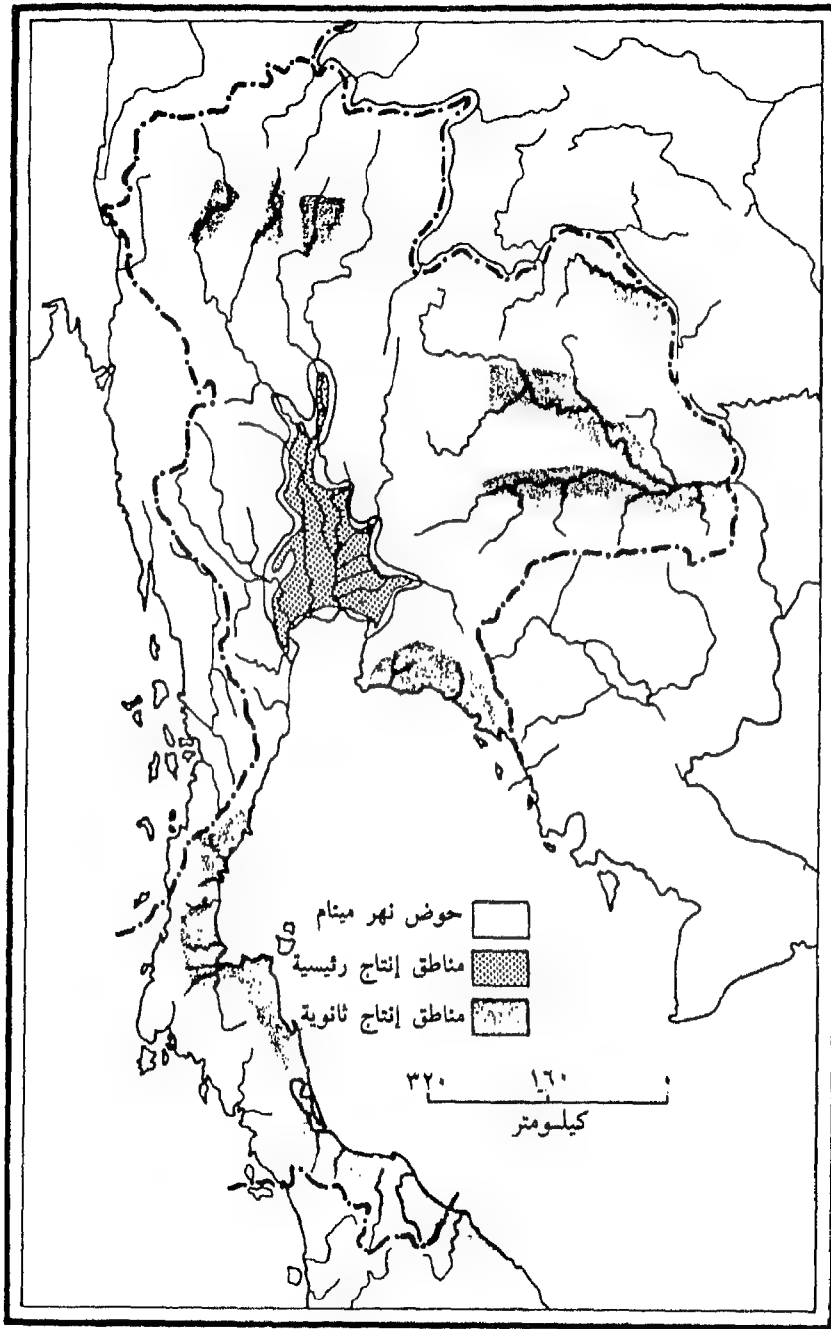 حوض نهر مينام
مناطق إنتاج رئيسية
مناطق إنتاج ثانوية
٣٢٠ ١٦٠ ٠
كيلومتر